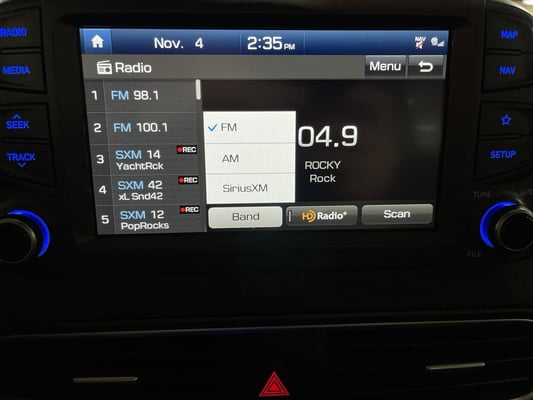 RADIO
MEDIA
SEEK
TRACK
Nov. 4
2:35 PM
NAV
Radio
Menu
1 FM 98.1
2 FM 100.1
3 SXM 14 REC
YachtRck
4 SXM 42 REC
xL Snd42
5 SXM 12 REC
PopRocks
FM
AM
SiriusXM
04.9
ROCKY
Rock
Band
HD Radio
Scan
MAP
NAV
SETUP
TUNE
FILE